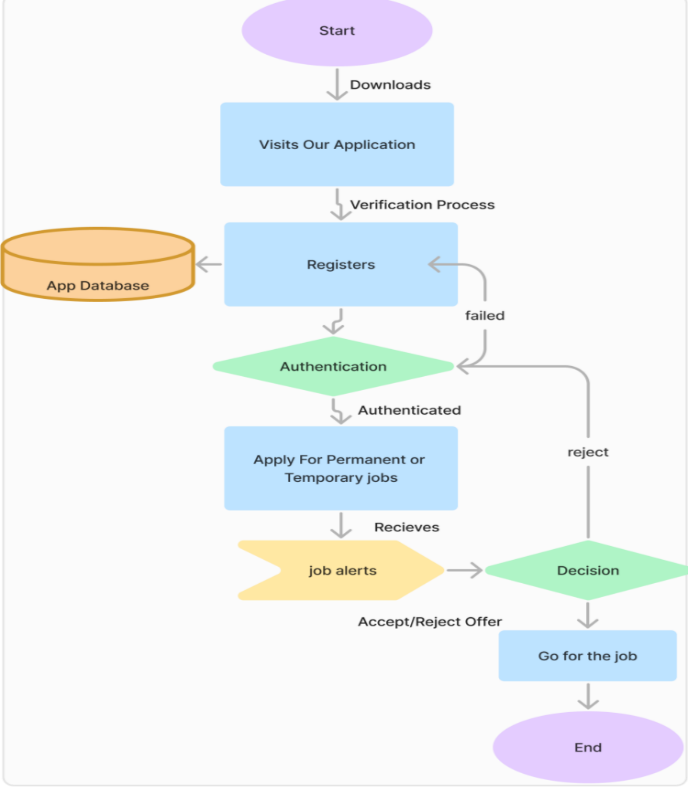 Start
Downloads
Visits Our Application
Verification Process
Registers
App Database
failed
Authentication
Authenticated
reject
Apply For Permanent or
Temporary jobs
Recieves
job alerts
Decision
Accept/Reject Offer
Go for the job
End